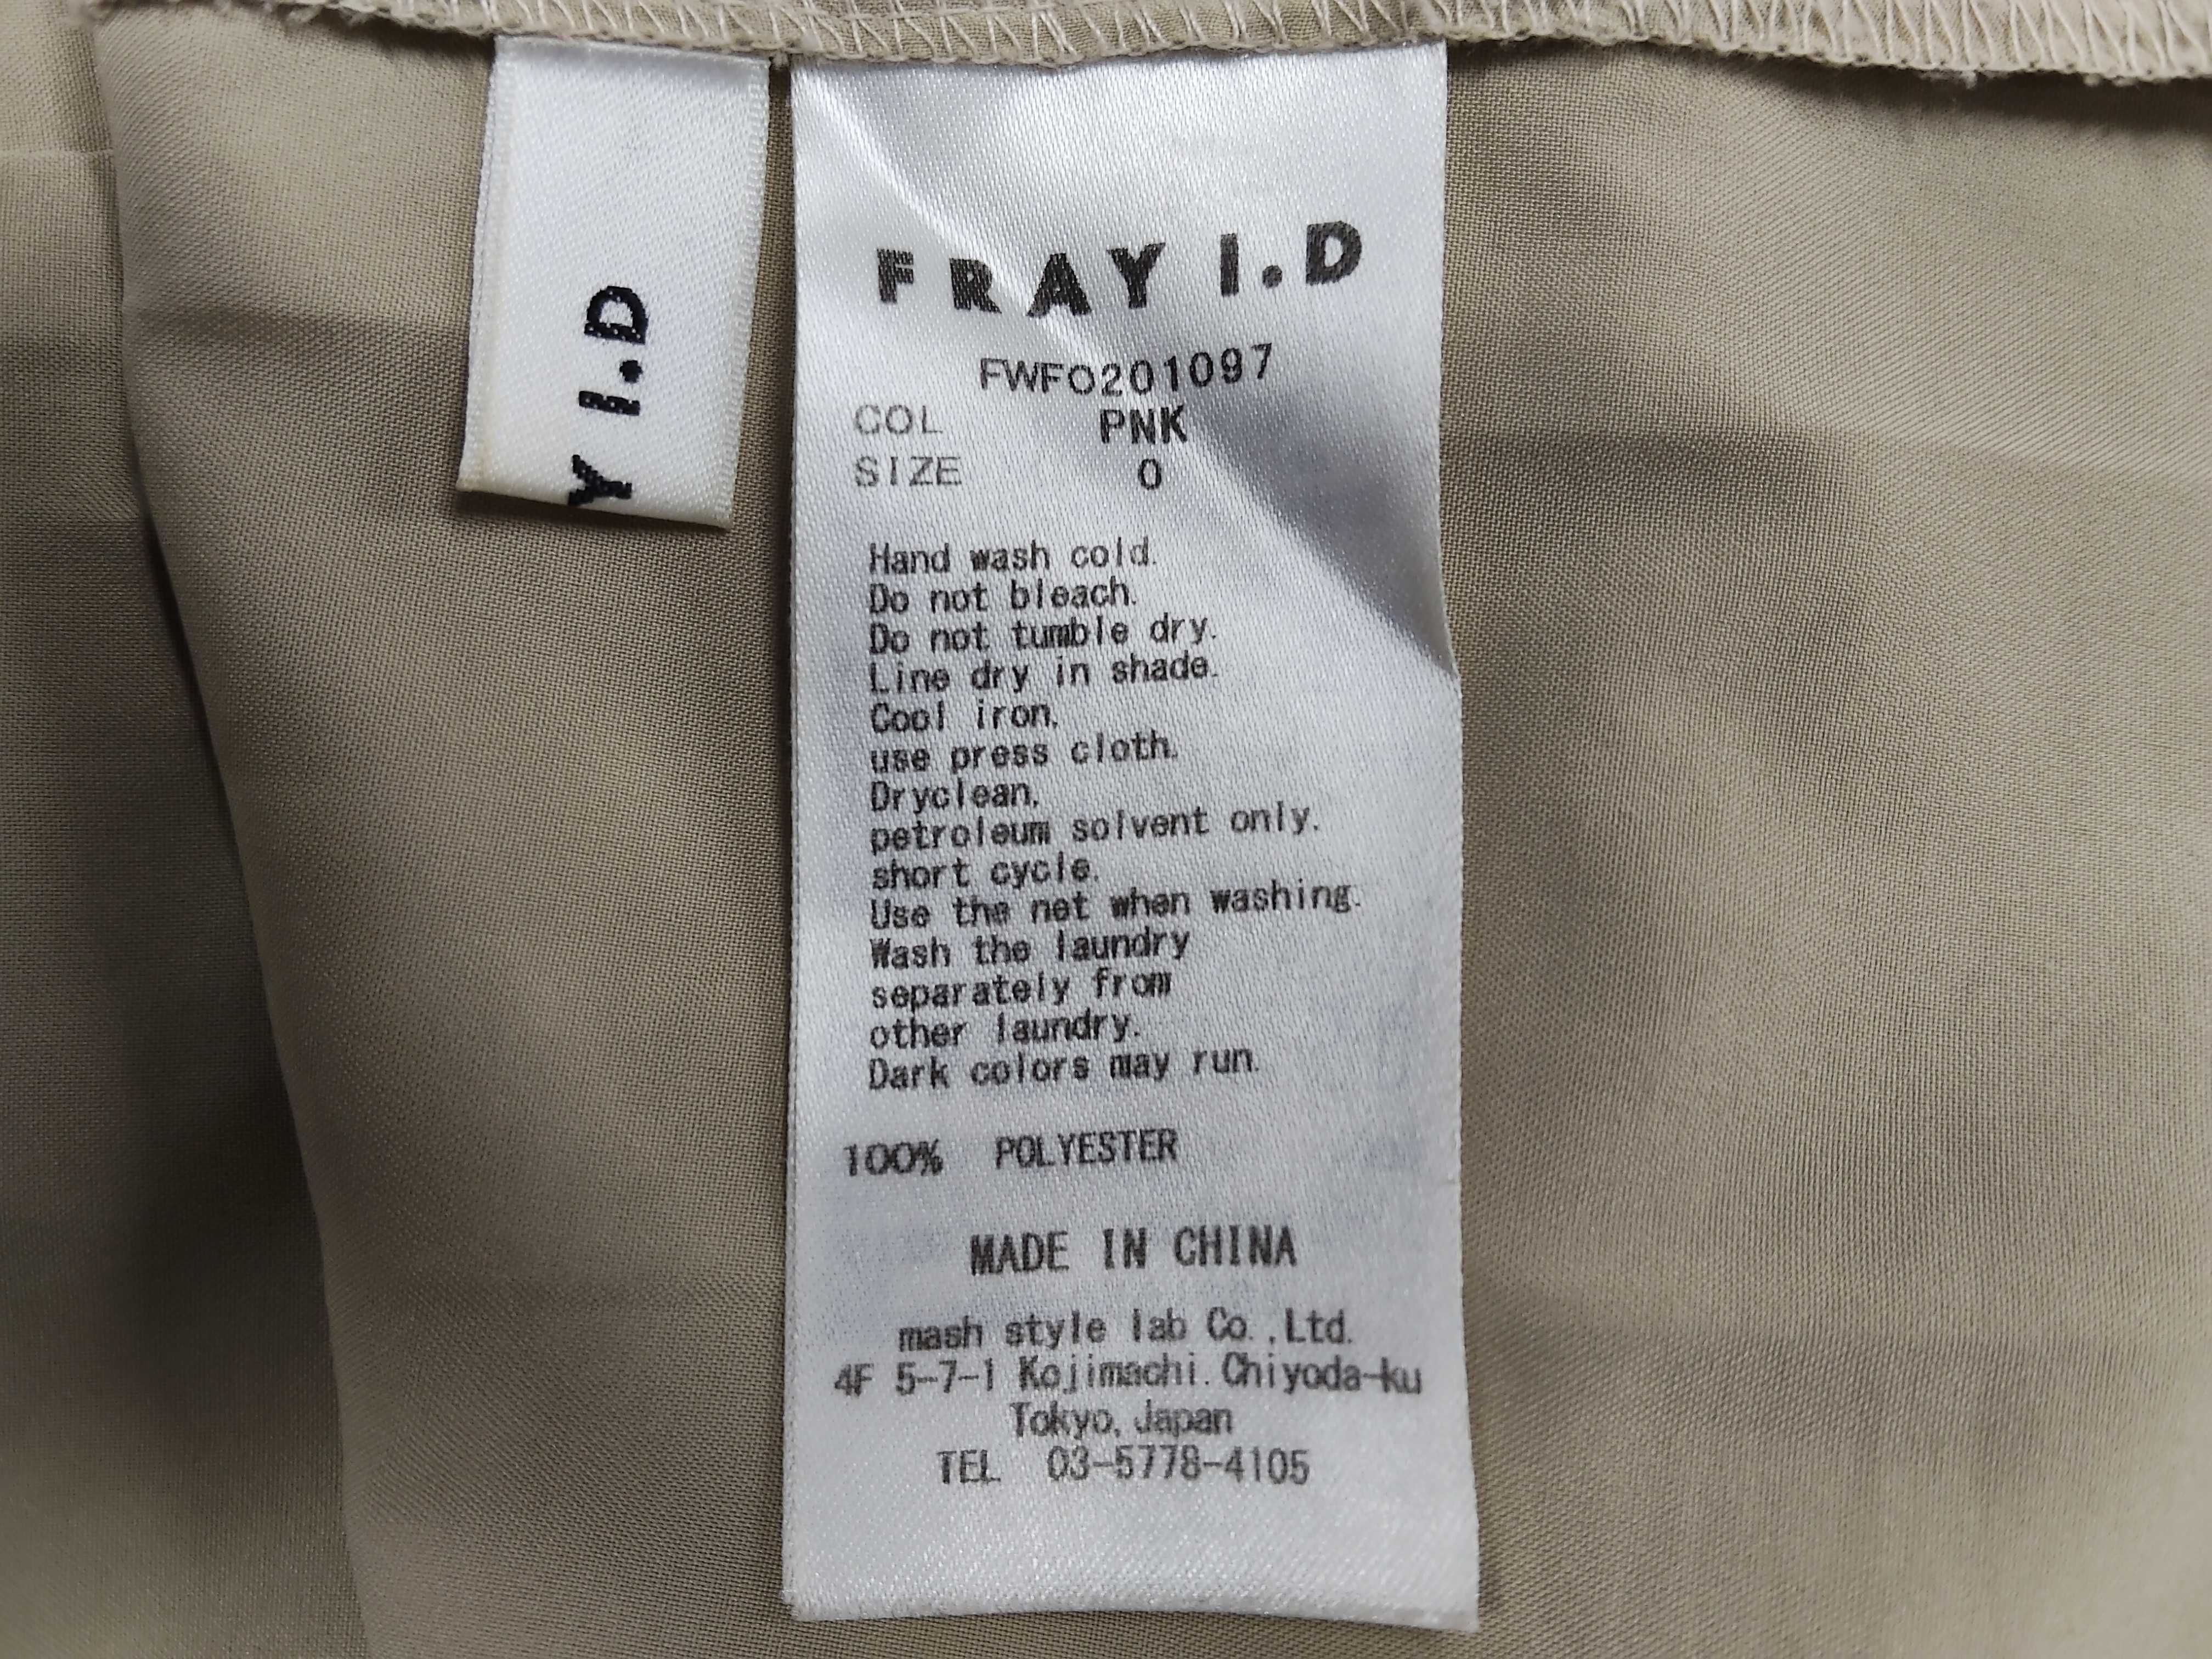 Y I.D
FRAY I.D
FWFO201097
COL PNK
SIZE 0
Hand wash cold.
Do not bleach.
Do not tumble dry.
Line dry in shade.
Cool iron.
use press cloth.
Dryclean.
petroleum solvent only.
short cycle.
Use the net when washing.
Wash the laundry
separately from
other laundry.
Dark colors may run.
100% POLYESTER
MADE IN CHINA
mash style lab Co.,Ltd.
4F 5-7-1 Kojimachi.Chiyoda-ku
Tokyo,Japan
TEL 03-5778-4105